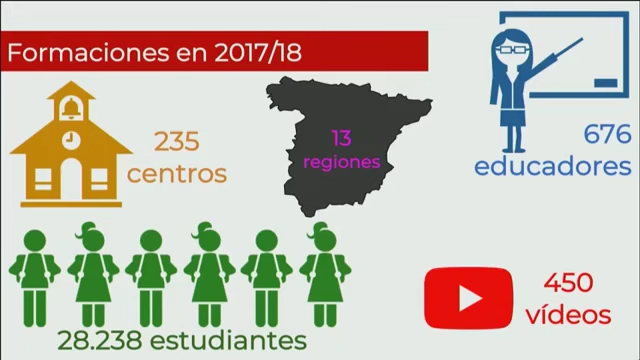 Formaciones en 2017/18
235
centros
13
regiones
676
educadores
28.238 estudiantes
450
vídeos